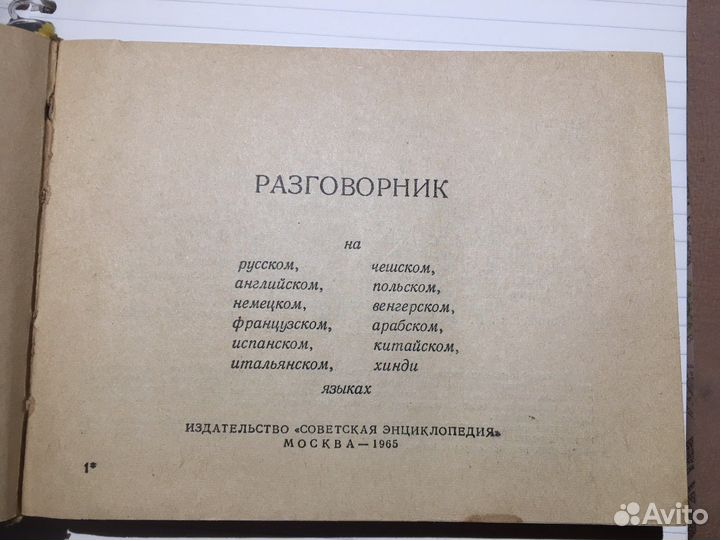 РАЗГОВОРНИК
на
русском, чешском,
английском, польском,
немецком, венгерском,
французском, арабском,
испанском, китайском,
итальянском, хинди
языках
ИЗДАТЕЛЬСТВО «СОВЕТСКАЯ ЭНЦИКЛОПЕДИЯ»
МОСКВА — 1965
1*
Avito